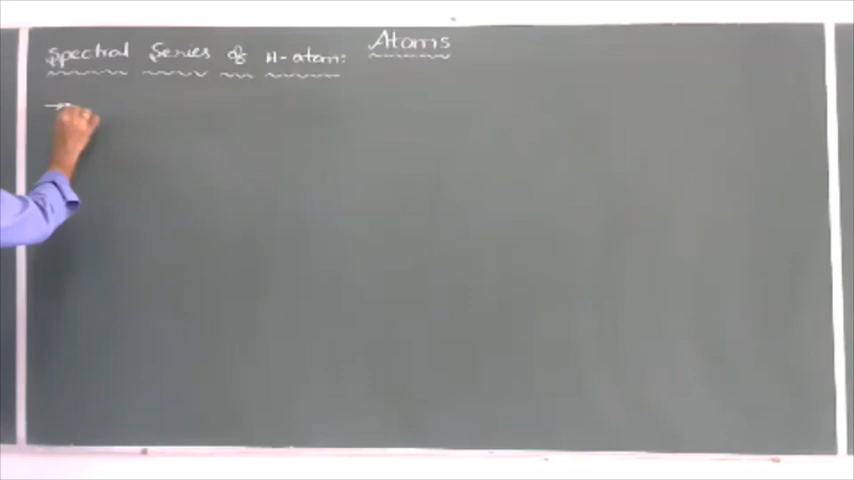 Atoms
Spectral Series of H-atom:
→